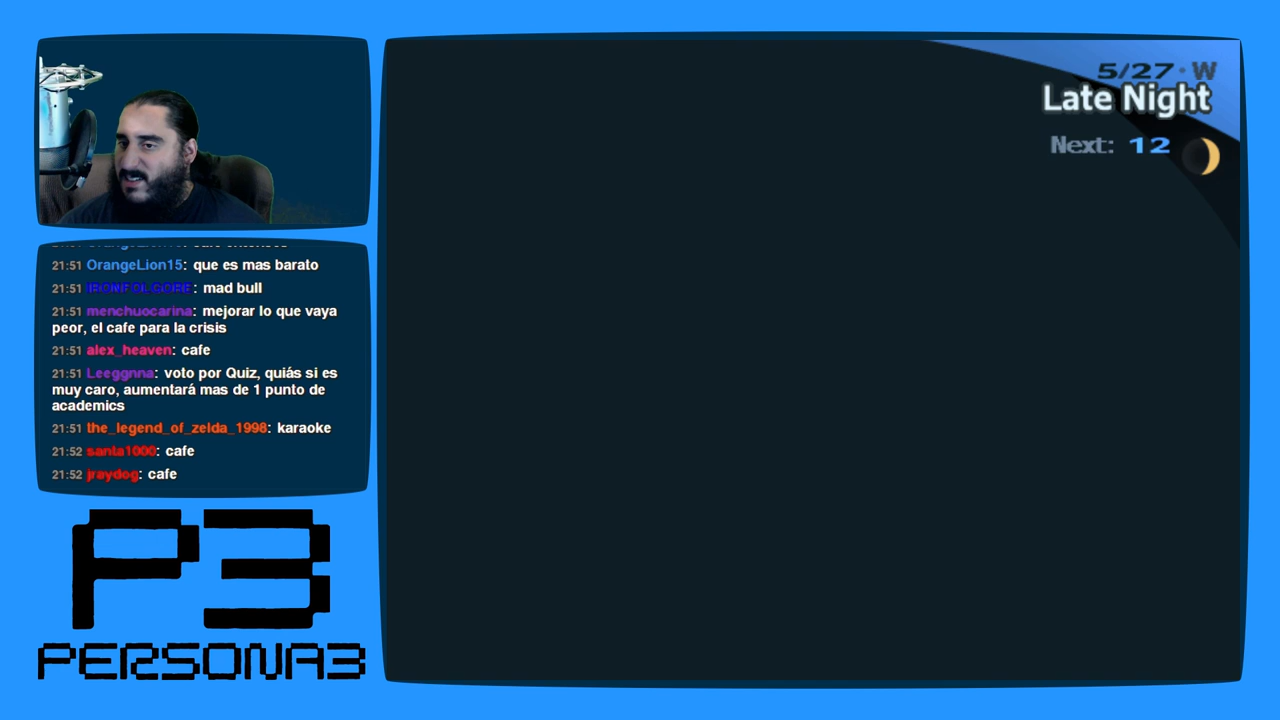 5/27・W
Late Night
Next: 12
21:51 OrangeLion15: que es mas barato
21:51 IRONFOLGORE: mad bull
21:51 menchuocarina: mejorar lo que vaya
peor, el cafe para la crisis
21:51 alex_heaven: cafe
21:51 Leeggnna: voto por Quiz, quiás si es
muy caro, aumentará mas de 1 punto de
academics
21:51 the_legend_of_zelda_1998: karaoke
21:52 santa1000: cafe
21:52 jraydog: cafe
P3
PERSONA3